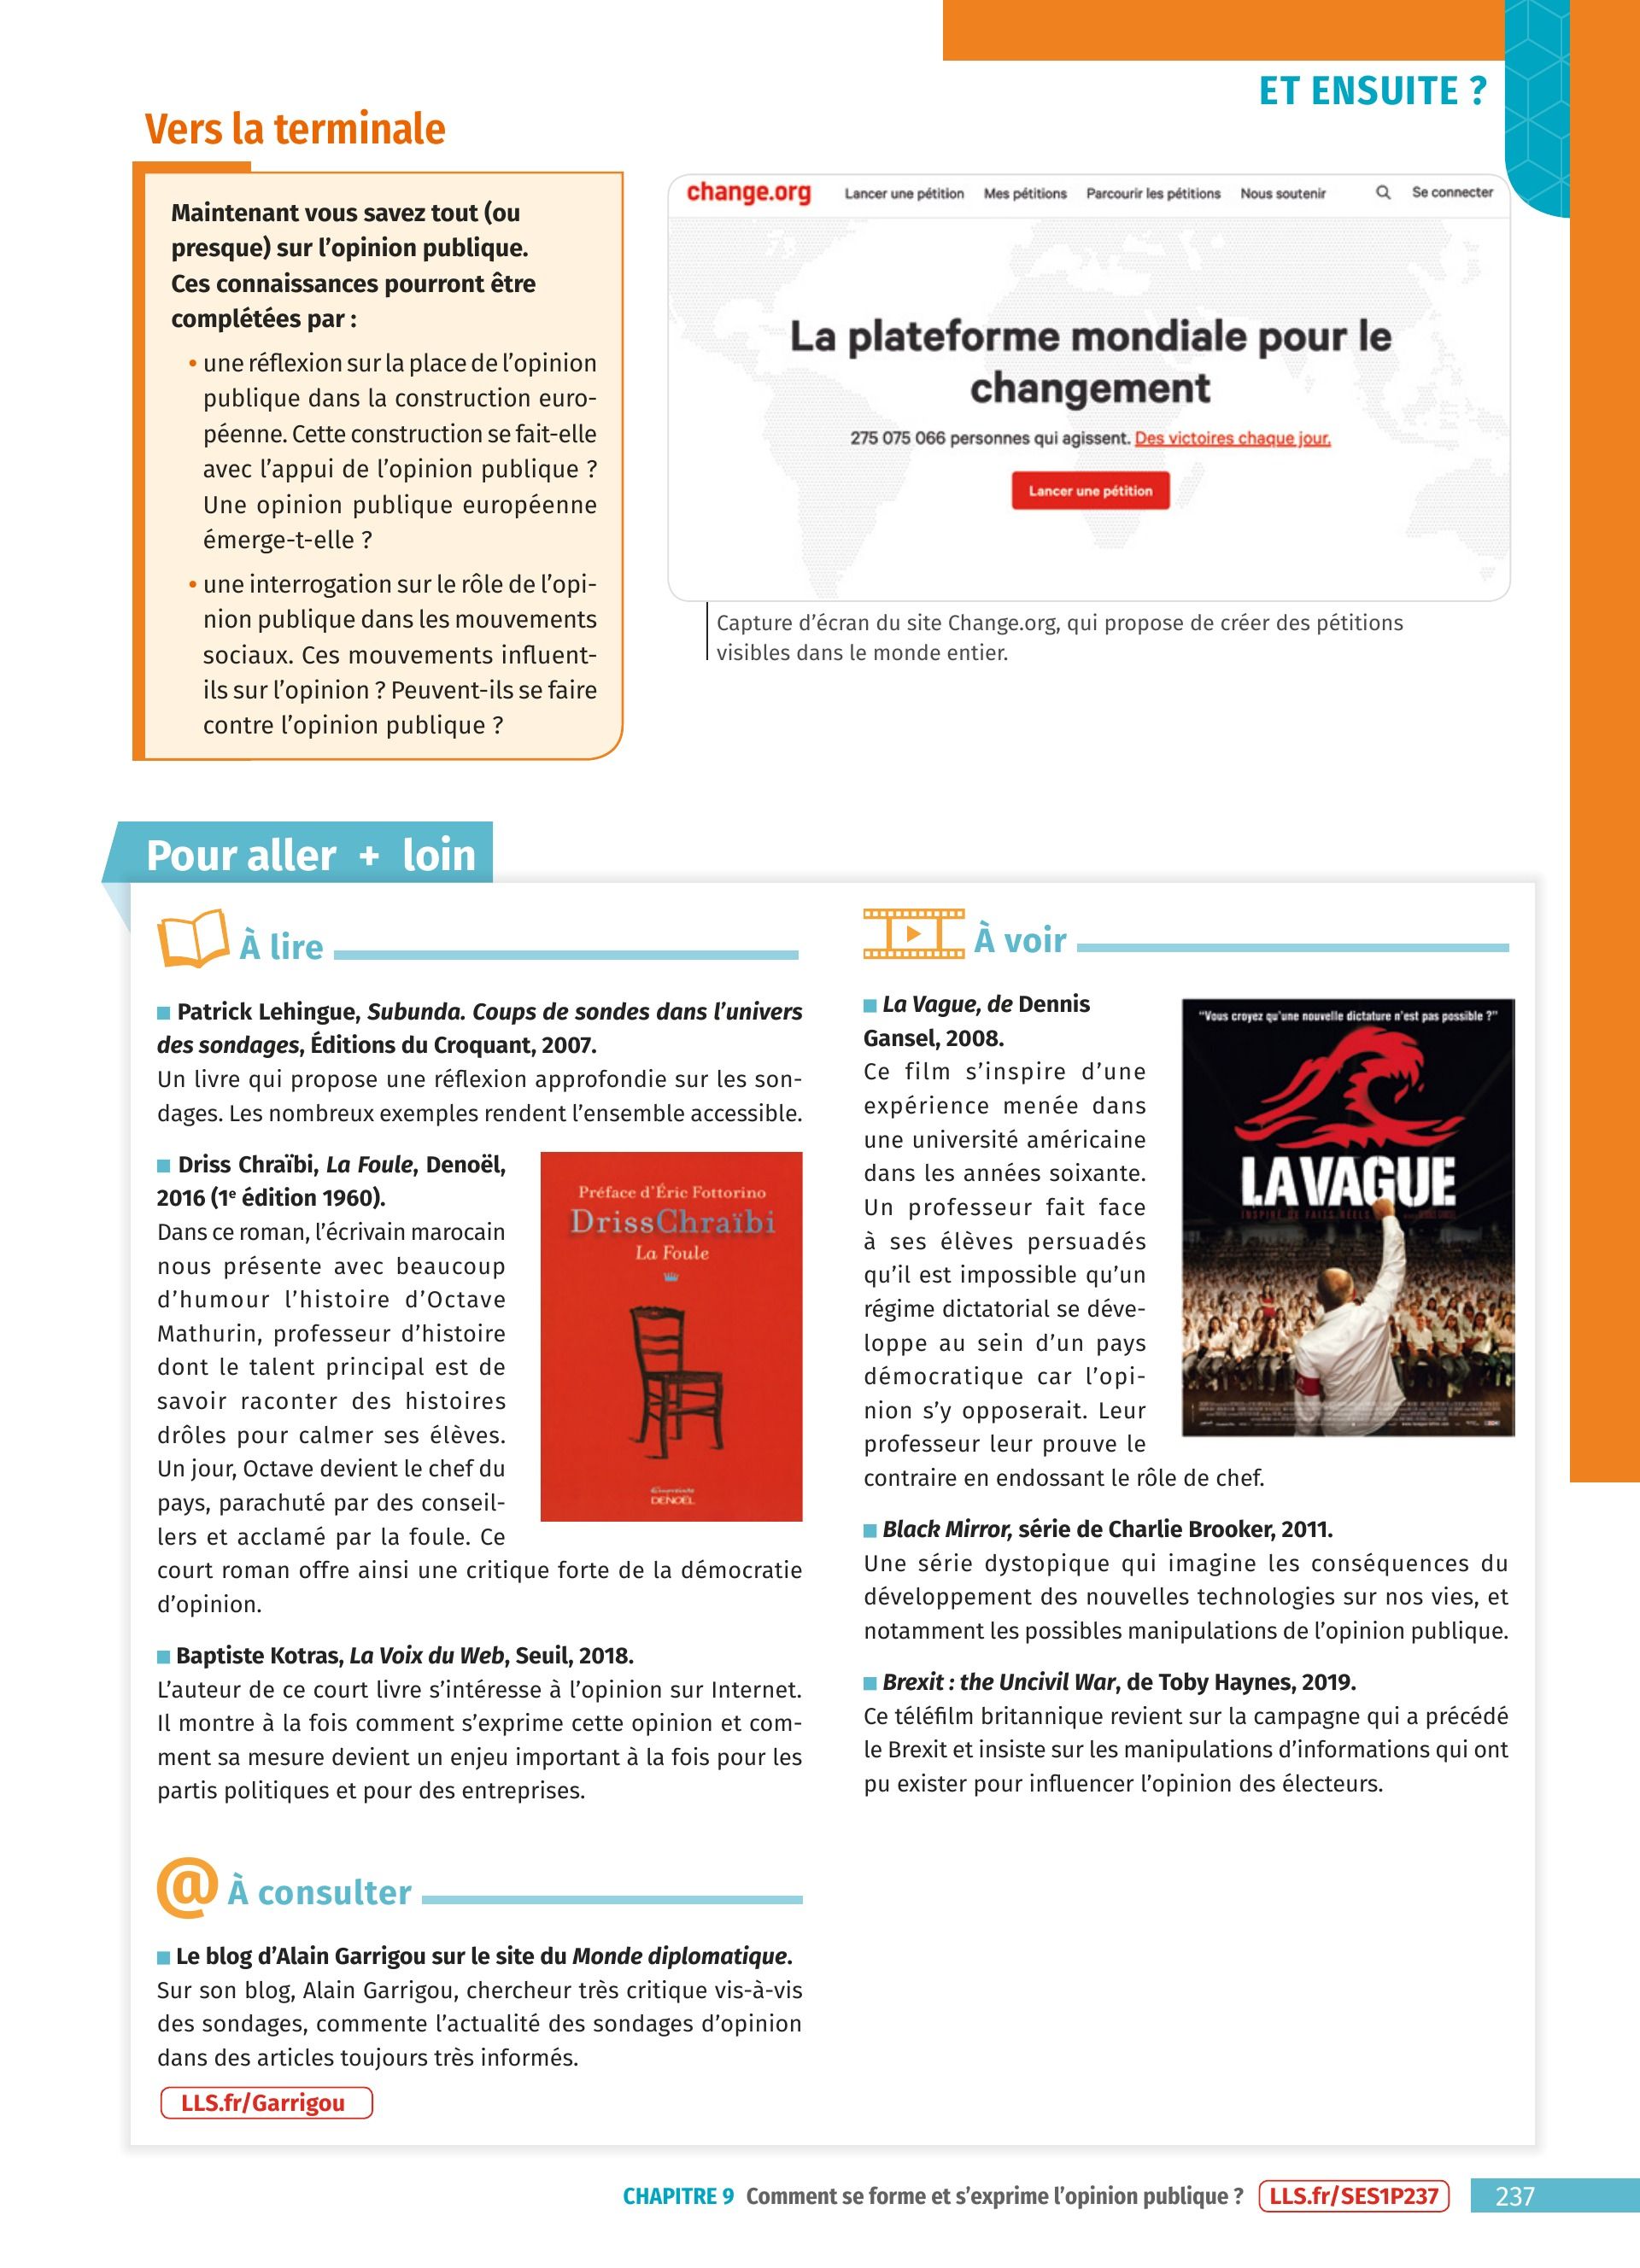 ET ENSUITE ?
Vers la terminale
Maintenant vous savez tout (ou
presque) sur l'opinion publique.
Ces connaissances pourront être
complétées par :
• une réflexion sur la place de l'opinion
publique dans la construction euro-
péenne. Cette construction se fait-elle
avec l'appui de l'opinion publique ?
Une opinion publique européenne
émerge-t-elle ?
• une interrogation sur le rôle de l'opi-
nion publique dans les mouvements
sociaux. Ces mouvements influent-
ils sur l'opinion ? Peuvent-ils se faire
contre l'opinion publique ?
change.org Lancer une pétition Mes pétitions Parcourir les pétitions Nous soutenir Se connecter
La plateforme mondiale pour le
changement
275 075 066 personnes qui agissent. Des victoires chaque jour.
Lancer une pétition
Capture d'écran du site Change.org, qui propose de créer des pétitions
visibles dans le monde entier.
Pour aller + loin
À lire
Patrick Lehingue, Subunda. Coups de sondes dans l'univers
des sondages, Éditions du Croquant, 2007.
Un livre qui propose une réflexion approfondie sur les son-
dages. Les nombreux exemples rendent l'ensemble accessible.
Driss Chraïbi, La Foule, Denoël,
2016 (1e édition 1960).
Dans ce roman, l'écrivain marocain
nous présente avec beaucoup
d'humour l'histoire d'Octave
Mathurin, professeur d'histoire
dont le talent principal est de
savoir raconter des histoires
drôles pour calmer ses élèves.
Un jour, Octave devient le chef du
pays, parachuté par des conseil-
lers et acclamé par la foule. Ce
court roman offre ainsi une critique forte de la démocratie
d'opinion.
Préface d'Éric Fottorino
Driss Chraïbi
La Foule
DENOËL
Baptiste Kotras, La Voix du Web, Seuil, 2018.
L'auteur de ce court livre s'intéresse à l'opinion sur Internet.
Il montre à la fois comment s'exprime cette opinion et com-
ment sa mesure devient un enjeu important à la fois pour les
partis politiques et pour des entreprises.
@ À consulter
Le blog d'Alain Garrigou sur le site du Monde diplomatique.
Sur son blog, Alain Garrigou, chercheur très critique vis-à-vis
des sondages, commente l'actualité des sondages d'opinion
dans des articles toujours très informés.
LLS.fr/Garrigou
À voir
La Vague, de Dennis
Gansel, 2008.
Ce film s'inspire d'une
expérience menée dans
une université américaine
dans les années soixante.
Un professeur fait face
à ses élèves persuadés
qu'il est impossible qu'un
régime dictatorial se déve-
loppe au sein d'un pays
démocratique car l'opi-
nion s'y opposerait. Leur
professeur leur prouve le
contraire en endossant le rôle de chef.
"Vous croyez qu'une nouvelle dictature n'est pas possible ?"
LA VAGUE
INSPIRÉ DE FAITS RÉELS
Black Mirror, série de Charlie Brooker, 2011.
Une série dystopique qui imagine les conséquences du
développement des nouvelles technologies sur nos vies, et
notamment les possibles manipulations de l'opinion publique.
Brexit : the Uncivil War, de Toby Haynes, 2019.
Ce téléfilm britannique revient sur la campagne qui a précédé
le Brexit et insiste sur les manipulations d'informations qui ont
pu exister pour influencer l'opinion des électeurs.
CHAPITRE 9 Comment se forme et s'exprime l'opinion publique ? LLS.fr/SES1P237 237